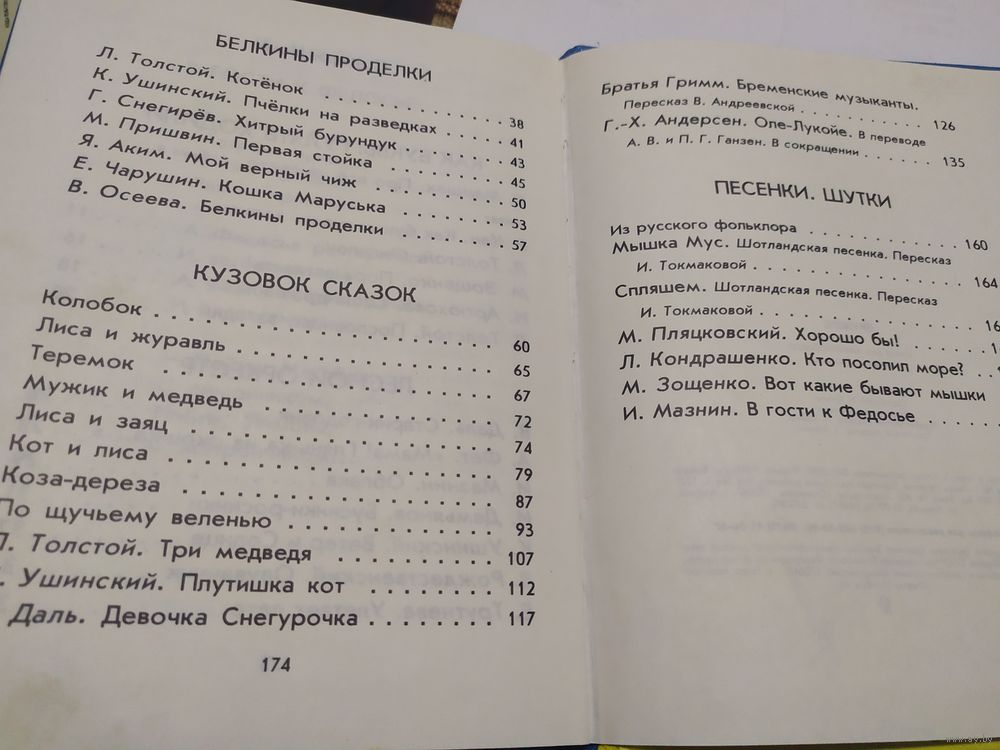 БЕЛКИНЫ ПРОДЕЛКИ
Л. Толстой. Котёнок . . . . . . . . . . . . . 38
К. Ушинский. Пчёлки на разведках . . . . . 41
Г. Снегирёв. Хитрый бурундук . . . . . . . 43
М. Пришвин. Первая стойка . . . . . . . . 45
Я. Аким. Мой верный чиж . . . . . . . . . 50
Е. Чарушин. Кошка Маруська . . . . . . . 53
В. Осеева. Белкины проделки . . . . . . . 57
КУЗОВОК СКАЗОК
Колобок . . . . . . . . . . . . . . . . . 60
Лиса и журавль . . . . . . . . . . . . . 65
Теремок . . . . . . . . . . . . . . . . . 67
Мужик и медведь . . . . . . . . . . . . 72
Лиса и заяц . . . . . . . . . . . . . . . 74
Кот и лиса . . . . . . . . . . . . . . . . 79
Коза-дереза . . . . . . . . . . . . . . . 87
По щучьему веленью . . . . . . . . . . . 93
Л. Толстой. Три медведя . . . . . . . . . 107
. Ушинский. Плутишка кот . . . . . . . . 112
Даль. Девочка Снегурочка . . . . . . . . 117
174
Братья Гримм. Бременские музыканты.
Пересказ В. Андреевской . . . . . . . . . 126
Г.-Х. Андерсен. Оле-Лукойе. В переводе
А. В. и П. Г. Ганзен. В сокращении . . . . . . 135
ПЕСЕНКИ. ШУТКИ
Из русского фольклора . . . . . . . . . . 160
Мышка Мус. Шотландская песенка. Пересказ
И. Токмаковой . . . . . . . . . . . . . . 164
Спляшем. Шотландская песенка. Пересказ
И. Токмаковой . . . . . . . . . . . . . .
М. Пляцковский. Хорошо бы! . . . . . .
Л. Кондрашенко. Кто посолил море? . .
М. Зощенко. Вот какие бывают мышки
И. Мазнин. В гости к Федосье . . . . .